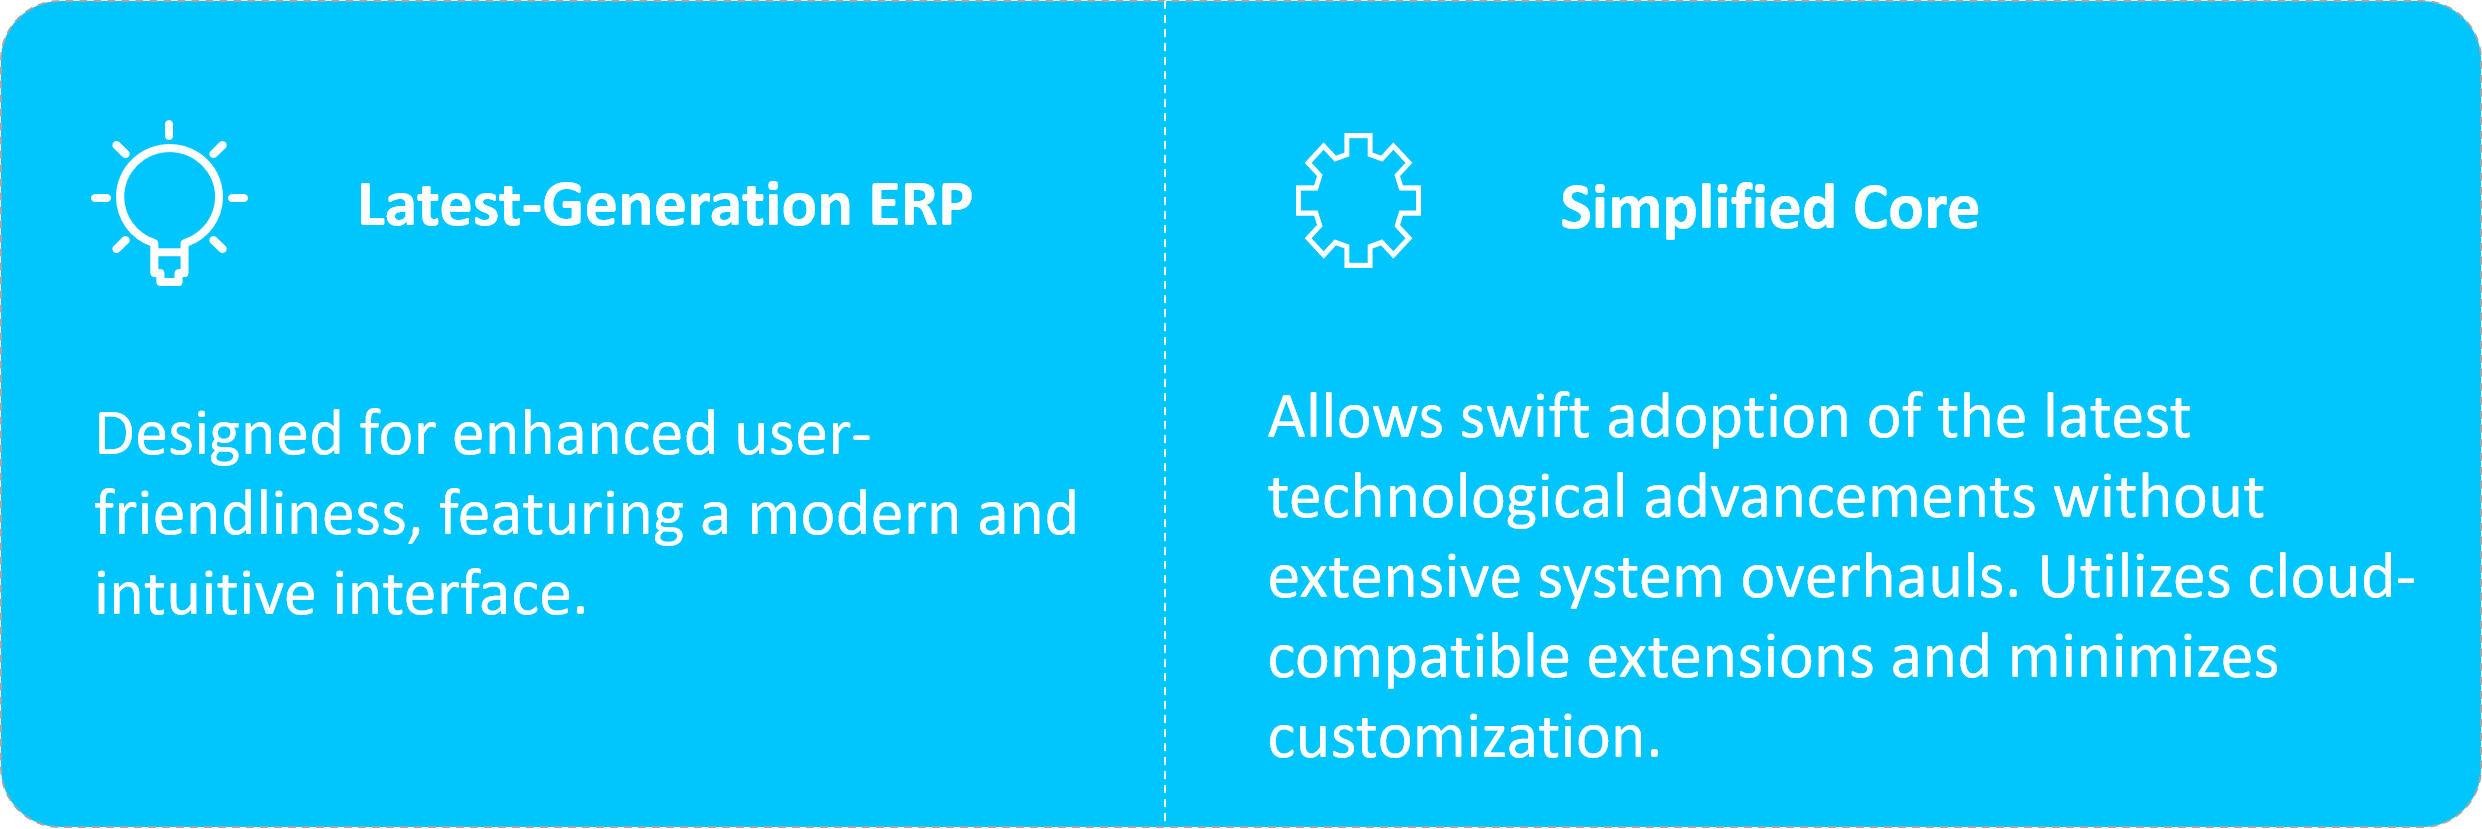 Latest-Generation ERP
Designed for enhanced user-
friendliness, featuring a modern and
intuitive interface.
Simplified Core
Allows swift adoption of the latest
technological advancements without
extensive system overhauls. Utilizes cloud-
compatible extensions and minimizes
customization.